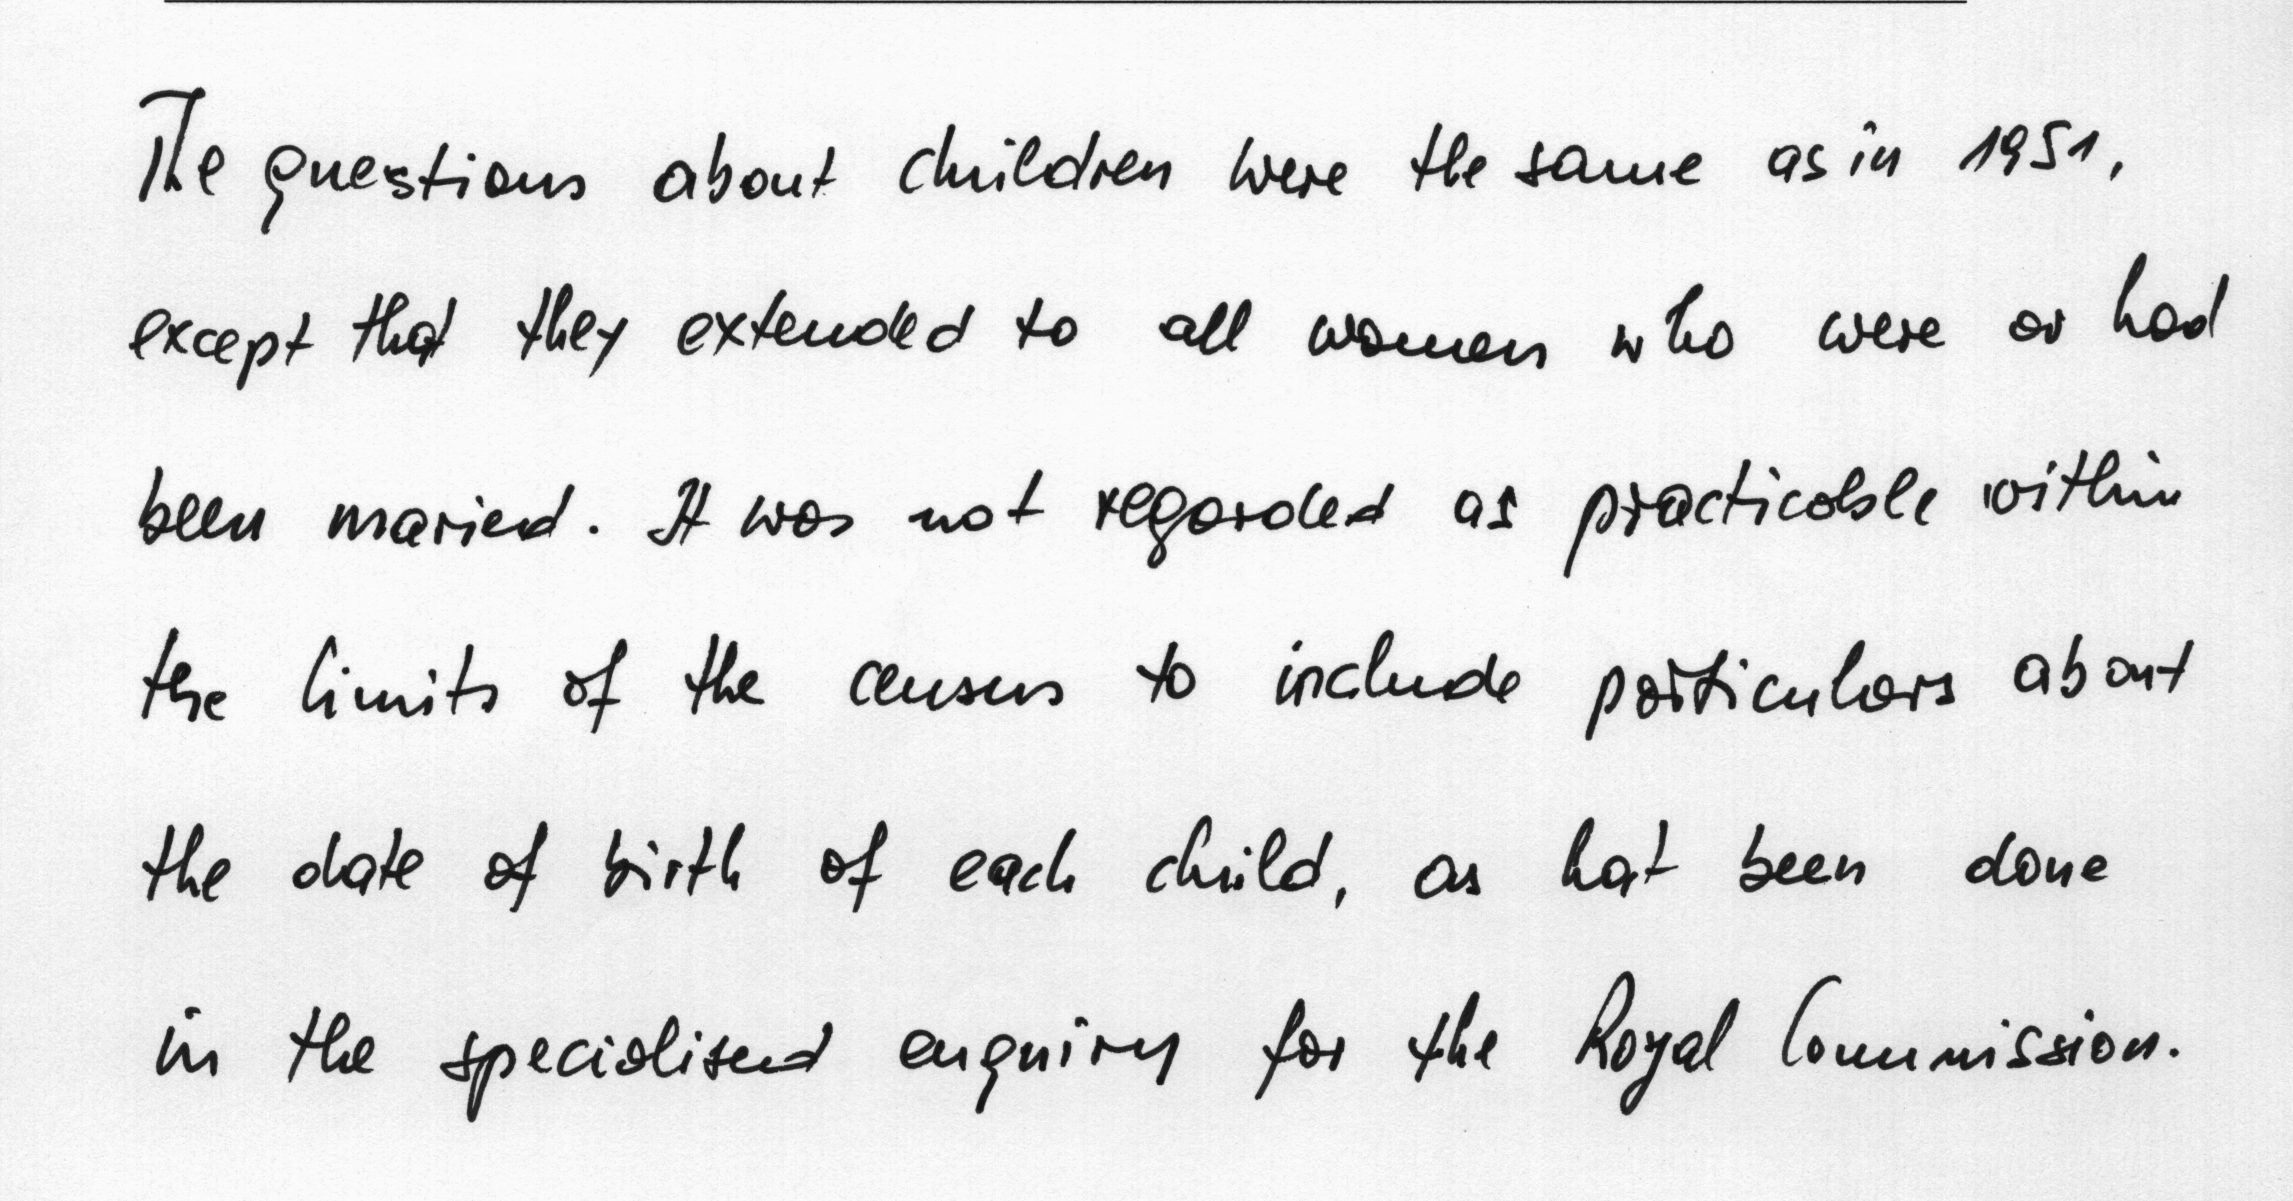 The questions about children were the same as in 1951,
except that they extended to all women who were or had
been maried. It was not regarded as practicable within
the limits of the census to include particulars about
the date of birth of each child, as hat been done
in the specialised enquiry for the Royal Commission.